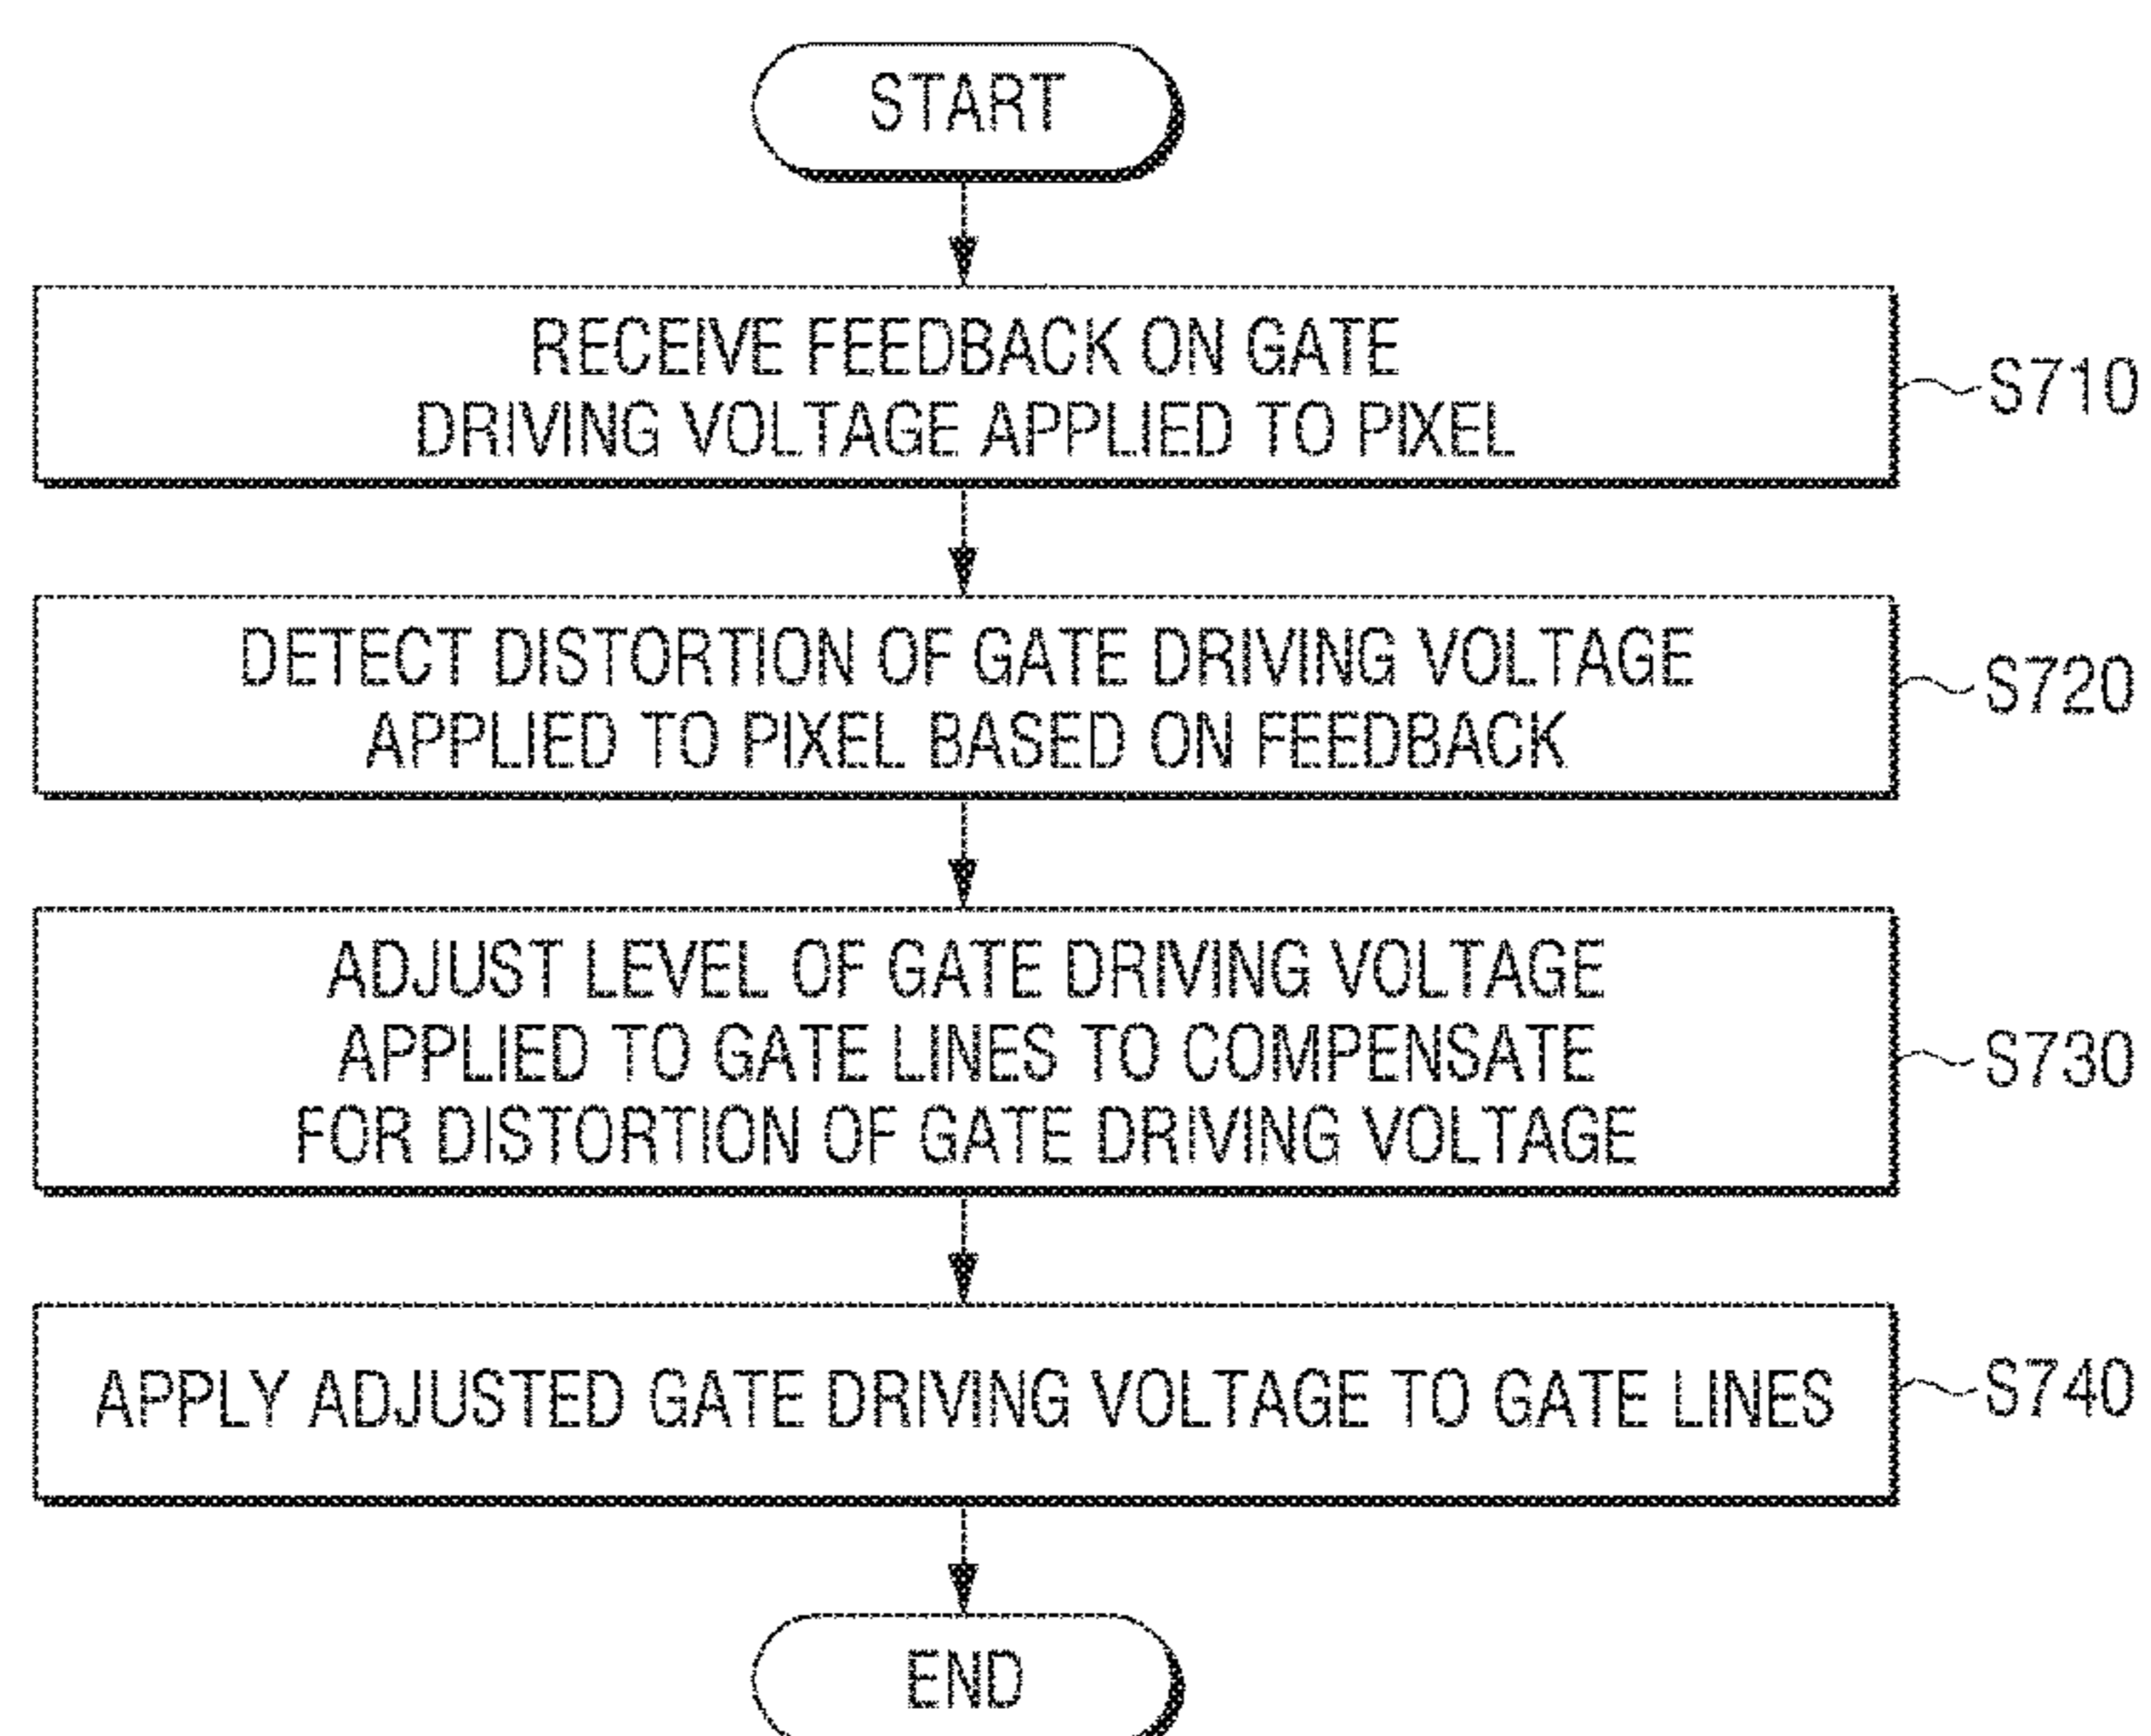 START
RECEIVE FEEDBACK ON GATE
DRIVING VOLTAGE APPLIED TO PIXEL
S710
DETECT DISTORTION OF GATE DRIVING VOLTAGE
APPLIED TO PIXEL BASED ON FEEDBACK
S720
ADJUST LEVEL OF GATE DRIVING VOLTAGE
APPLIED TO GATE LINES TO COMPENSATE
FOR DISTORTION OF GATE DRIVING VOLTAGE
S730
APPLY ADJUSTED GATE DRIVING VOLTAGE TO GATE LINES
S740
END